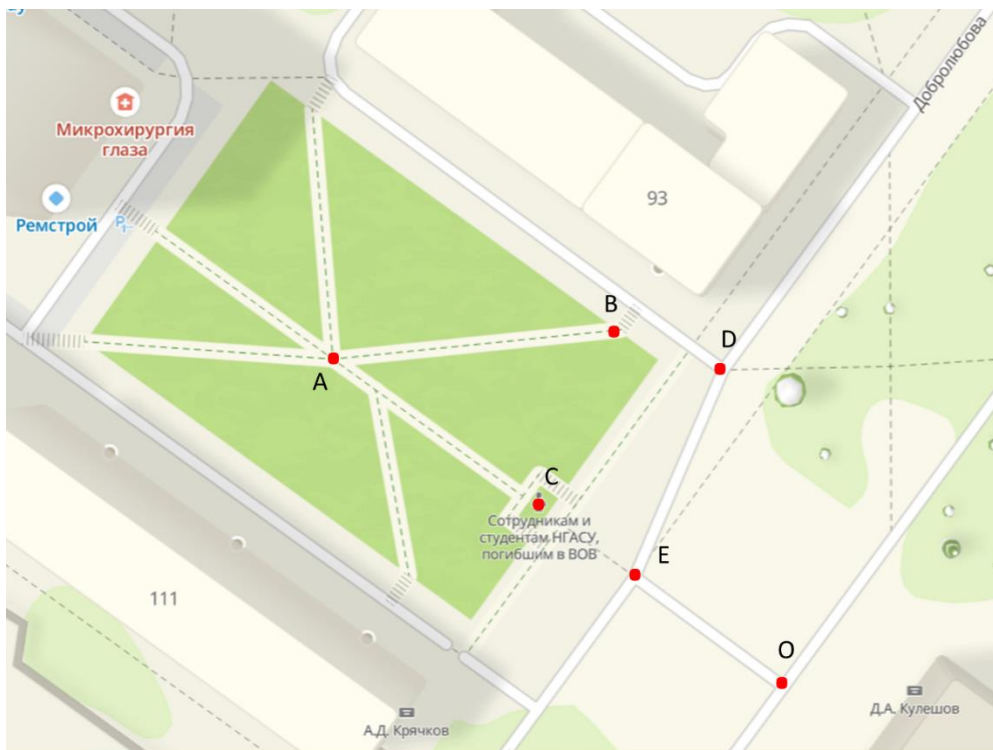 Добролюбова
Микрохирургия
глаза
Ремстрой
P
93
B
D
A
C
Сотрудникам и
студентам НГАСУ,
погибшим в ВОВ
E
111
O
А.Д. Крячков
Д.А. Кулешов